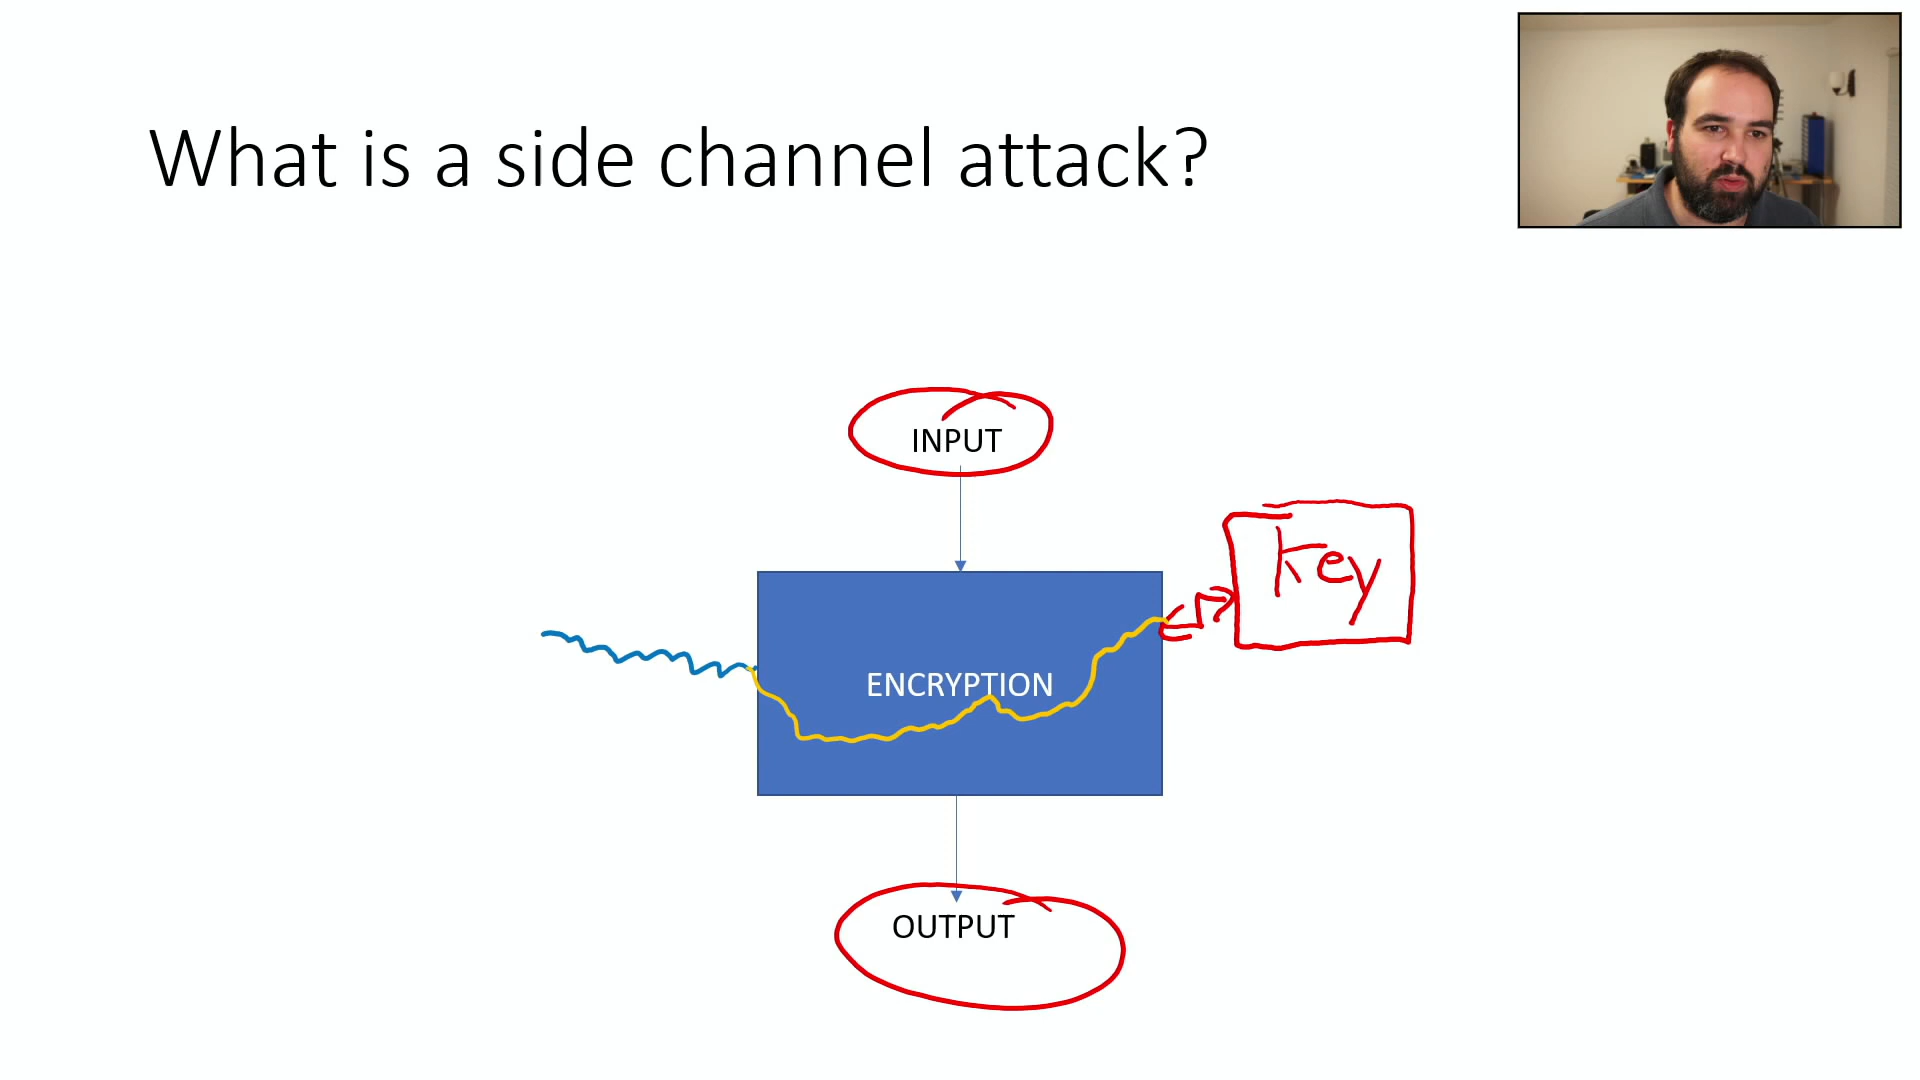 What is a side channel attack?
INPUT
Key
ENCRYPTION
OUTPUT